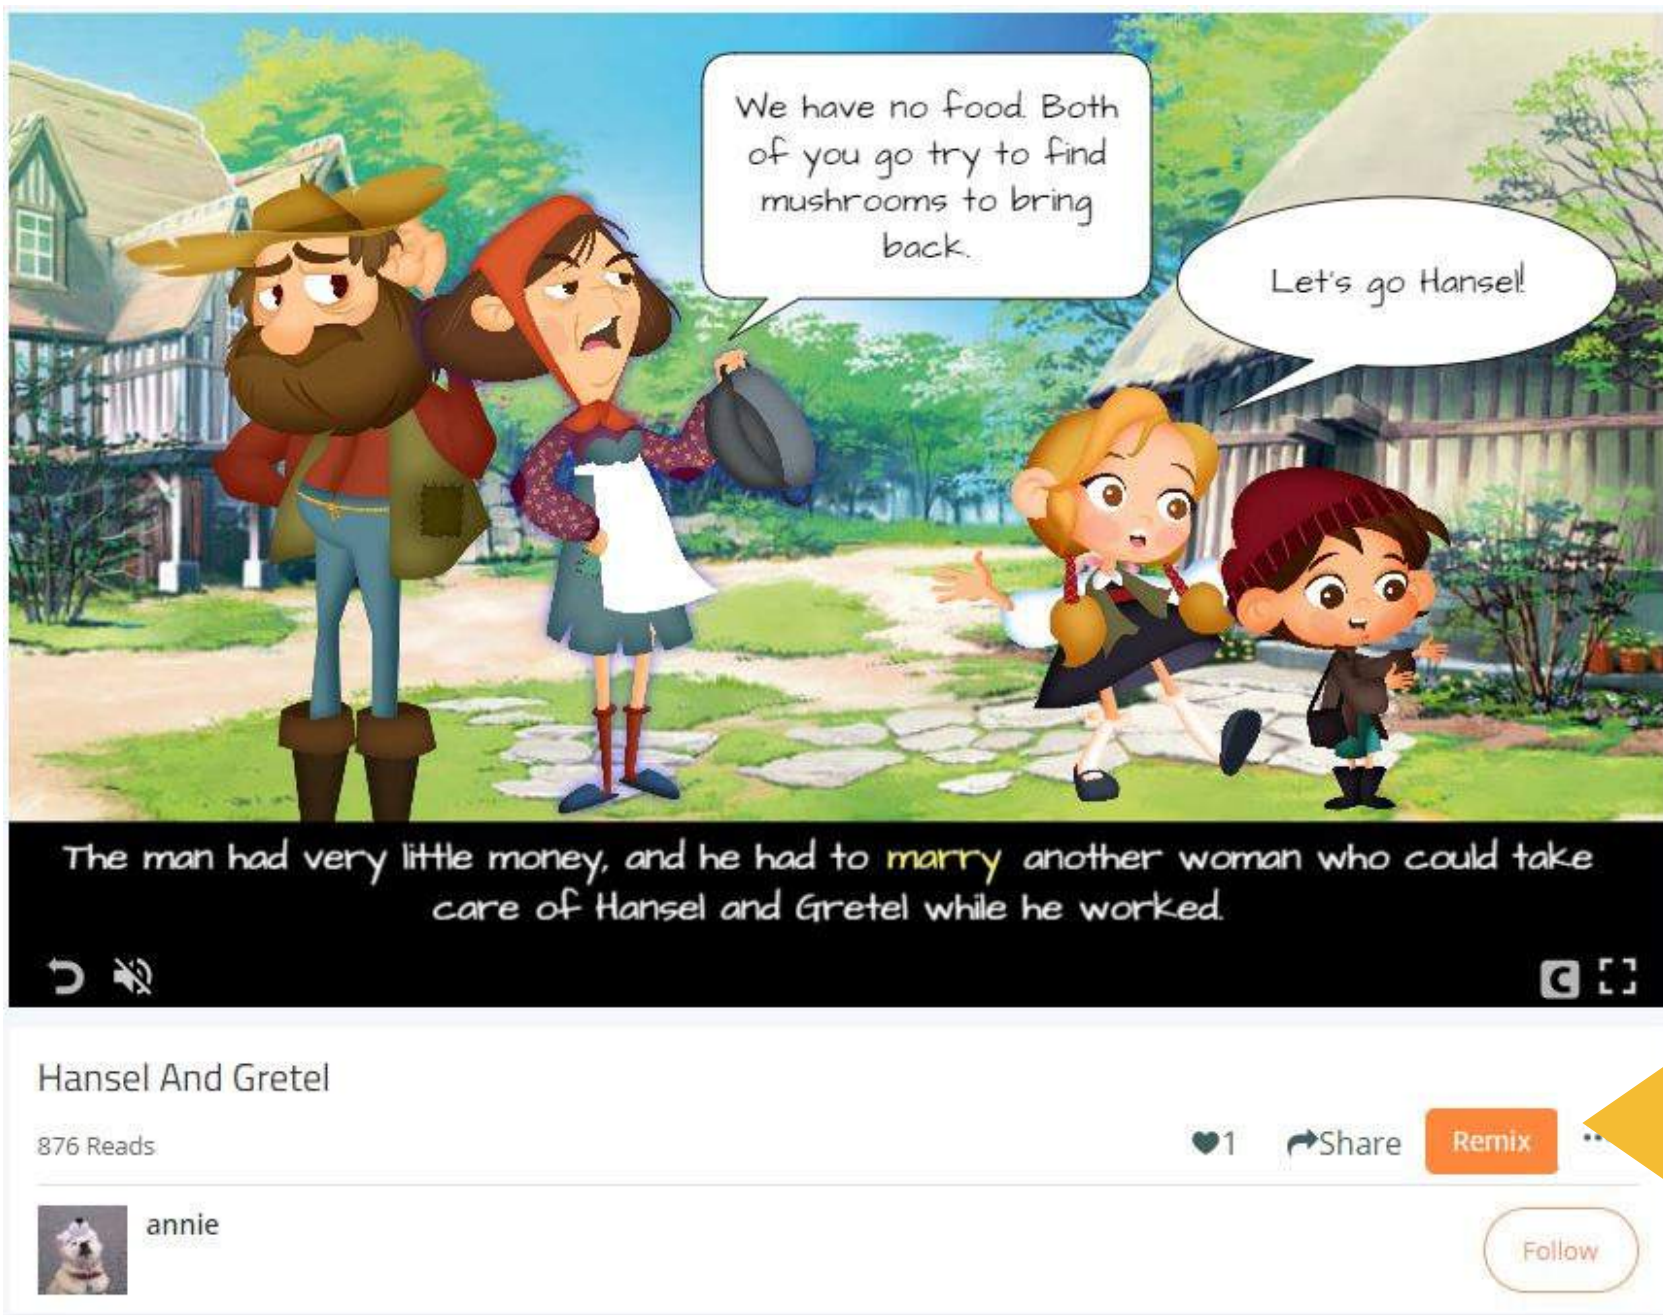 We have no food. Both
of you go try to find
mushrooms to bring
back.
Let's go Hansel!
The man had very little money, and he had to marry another woman who could take
care of Hansel and Gretel while he worked.
C
Hansel And Gretel
876 Reads
1
Share
Remix
annie
Follow